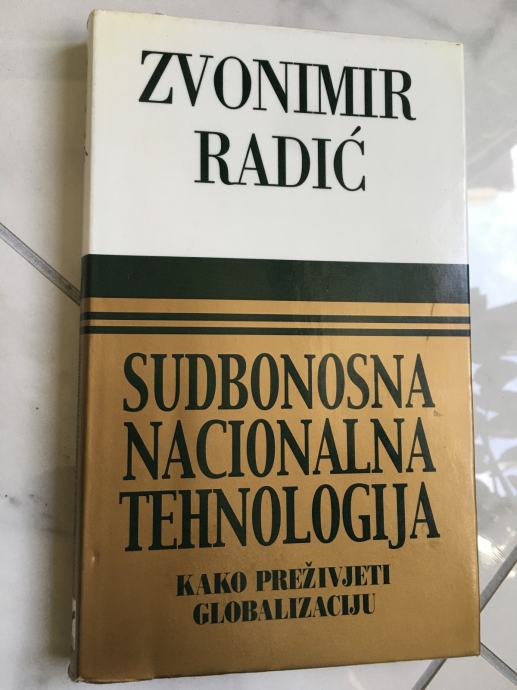 ZVONIMIR
RADIĆ
SUDBONOSNA
NACIONALNA
TEHNOLOGIJA
KAKO PREŽIVJETI
GLOBALIZACIJU